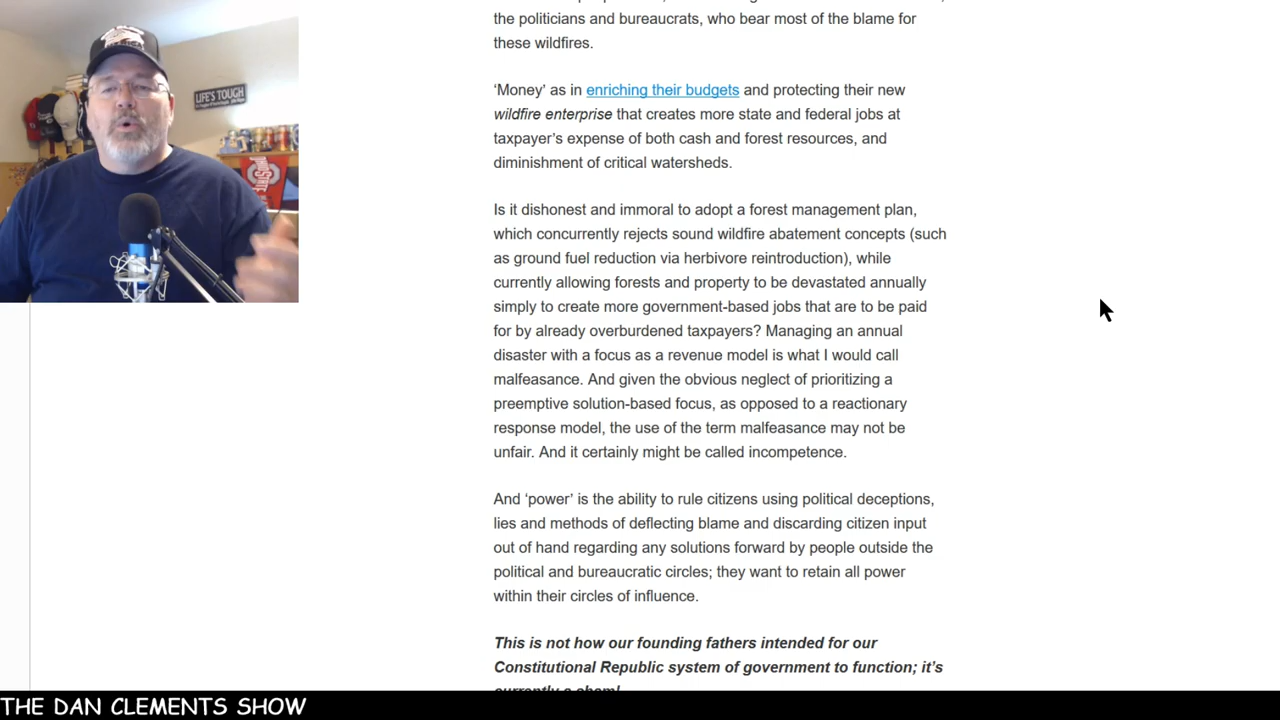 the politicians and bureaucrats, who bear most of the blame for
these wildfires.
‘Money’ as in enriching their budgets and protecting their new
wildfire enterprise that creates more state and federal jobs at
taxpayer’s expense of both cash and forest resources, and
diminishment of critical watersheds.
Is it dishonest and immoral to adopt a forest management plan,
which concurrently rejects sound wildfire abatement concepts (such
as ground fuel reduction via herbivore reintroduction), while
currently allowing forests and property to be devastated annually
simply to create more government-based jobs that are to be paid
for by already overburdened taxpayers? Managing an annual
disaster with a focus as a revenue model is what I would call
malfeasance. And given the obvious neglect of prioritizing a
preemptive solution-based focus, as opposed to a reactionary
response model, the use of the term malfeasance may not be
unfair. And it certainly might be called incompetence.
And ‘power’ is the ability to rule citizens using political deceptions,
lies and methods of deflecting blame and discarding citizen input
out of hand regarding any solutions forward by people outside the
political and bureaucratic circles; they want to retain all power
within their circles of influence.
This is not how our founding fathers intended for our
Constitutional Republic system of government to function; it’s
currently a sham!
LIFE'S TOUGH
THE DAN CLEMENTS SHOW